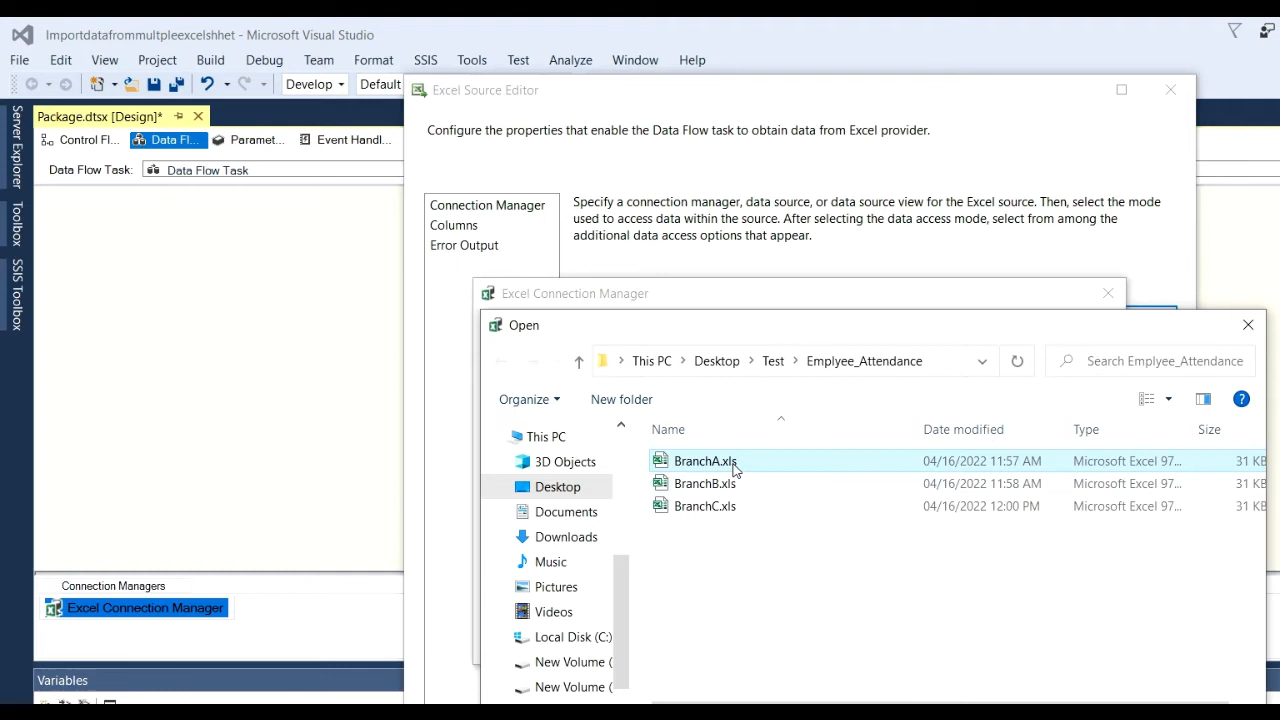 Importdatafrommultpleexcelshhet - Microsoft Visual Studio
File Edit View Project Build Debug Team Format SSIS Tools Test Analyze Window Help
Develop Default
Excel Source Editor
Package.dtsx [Design]*
Configure the properties that enable the Data Flow task to obtain data from Excel provider.
Control Fl... Data Fl... Paramet... Event Handl...
Data Flow Task: Data Flow Task
Server Explorer
Toolbox
SSIS Toolbox
Connection Manager
Columns
Error Output
Specify a connection manager, data source, or data source view for the Excel source. Then, select the mode
used to access data within the source. After selecting the data access mode, select from among the
additional data access options that appear.
Excel Connection Manager
Open
This PC Desktop Test Emplyee_Attendance Search Emplyee_Attendance
Organize New folder
Name Date modified Type Size
This PC
3D Objects
Desktop
Documents
Downloads
Music
Pictures
Videos
Local Disk (C:)
New Volume (
New Volume (
BranchA.xls 04/16/2022 11:57 AM Microsoft Excel 97... 31 KB
BranchB.xls 04/16/2022 11:58 AM Microsoft Excel 97... 31 KB
BranchC.xls 04/16/2022 12:00 PM Microsoft Excel 97... 31 KB
Connection Managers
Excel Connection Manager
Variables